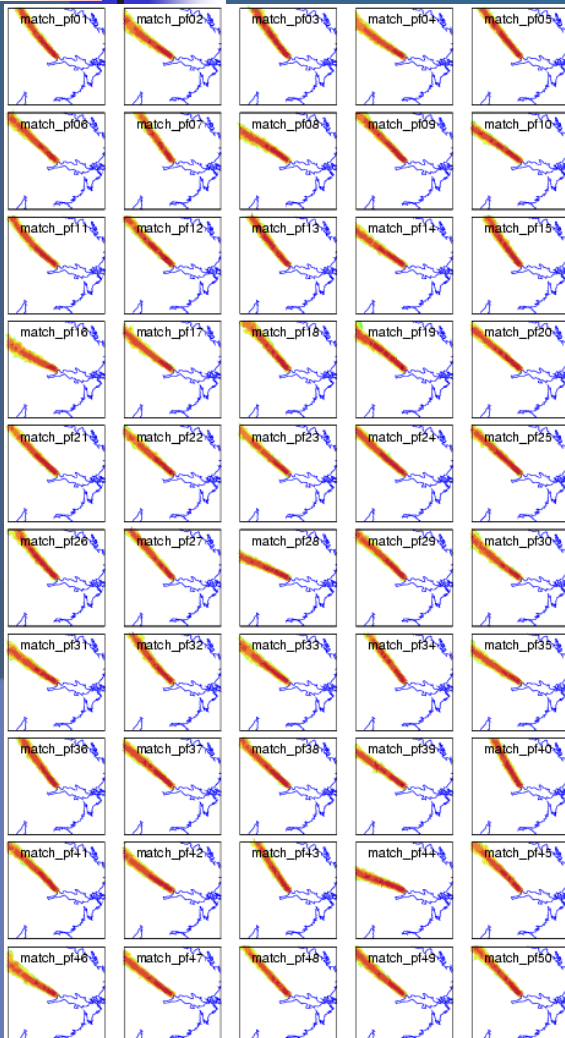 match_pf01 match_pf02 match_pf03 match_pf04 match_pf05
match_pf06 match_pf07 match_pf08 match_pf09 match_pf10
match_pf11 match_pf12 match_pf13 match_pf14 match_pf15
match_pf16 match_pf17 match_pf18 match_pf19 match_pf20
match_pf21 match_pf22 match_pf23 match_pf24 match_pf25
match_pf26 match_pf27 match_pf28 match_pf29 match_pf30
match_pf31 match_pf32 match_pf33 match_pf34 match_pf35
match_pf36 match_pf37 match_pf38 match_pf39 match_pf40
match_pf41 match_pf42 match_pf43 match_pf44 match_pf45
match_pf46 match_pf47 match_pf48 match_pf49 match_pf50